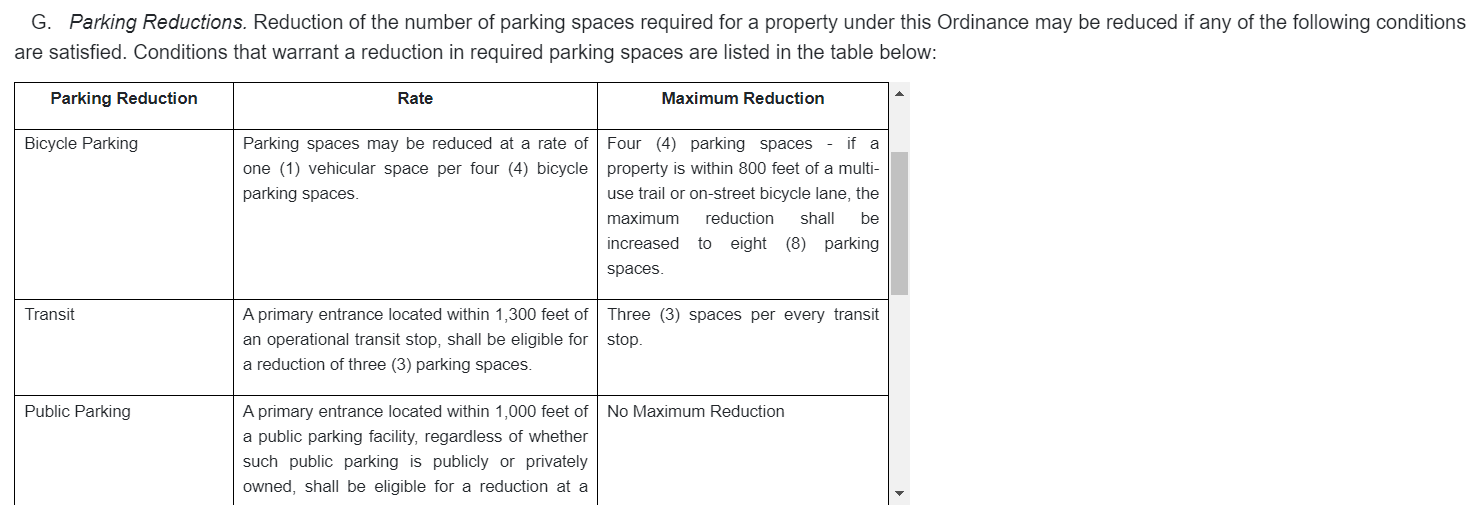 G. Parking Reductions. Reduction of the number of parking spaces required for a property under this Ordinance may be reduced if any of the following conditions
are satisfied. Conditions that warrant a reduction in required parking spaces are listed in the table below:
Parking Reduction
Rate
Maximum Reduction
Bicycle Parking
Parking spaces may be reduced at a rate of
one (1) vehicular space per four (4) bicycle
parking spaces.
Four (4) parking spaces - if a
property is within 800 feet of a multi-
use trail or on-street bicycle lane, the
maximum reduction shall be
increased to eight (8) parking
spaces.
Transit
A primary entrance located within 1,300 feet of
an operational transit stop, shall be eligible for
a reduction of three (3) parking spaces.
Three (3) spaces per every transit
stop.
Public Parking
A primary entrance located within 1,000 feet of
a public parking facility, regardless of whether
such public parking is publicly or privately
owned, shall be eligible for a reduction at a
No Maximum Reduction